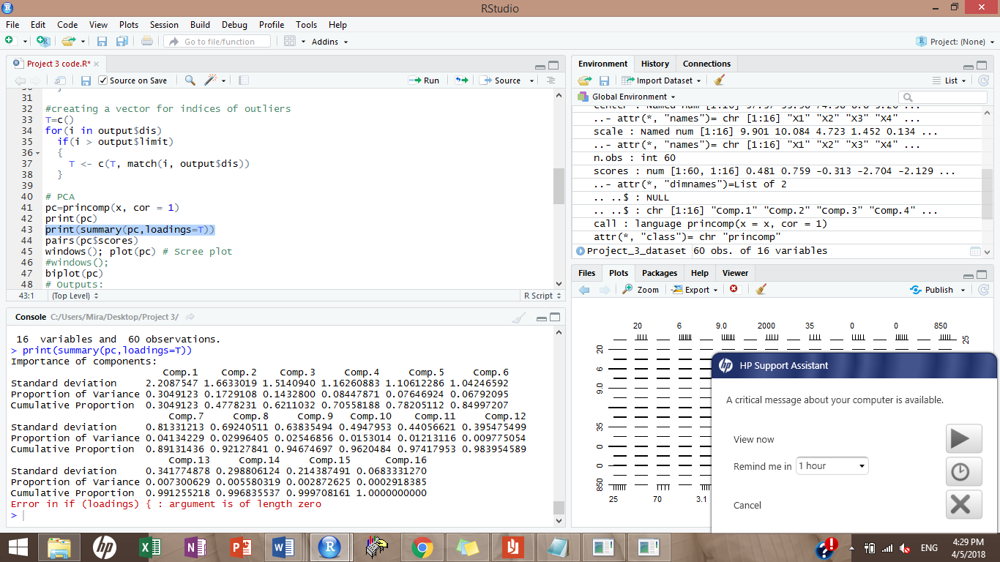 RStudio
File Edit Code View Plots Session Build Debug Profile Tools Help
Go to file/function
Addins
Project: (None)
Project 3 code.R*
Source on Save
Run
Source
31
32 #creating a vector for indices of outliers
33 T=c()
34 for(i in output$dis)
35 if(i > output$limit)
36 {
37 T <- c(T, match(i, output$dis))
38 }
39
40 # PCA
41 pc=princomp(x, cor = 1)
42 print(pc)
43 print(summary(pc,loadings=T))
44 pairs(pc$scores)
45 windows(); plot(pc) # Scree plot
46 #windows();
47 biplot(pc)
48 # Outputs:
43:1 (Top Level) R Script
Console C:/Users/Mira/Desktop/Project 3/
16 variables and 60 observations.
> print(summary(pc,loadings=T))
Importance of components:
Comp.1 Comp.2 Comp.3 Comp.4 Comp.5 Comp.6
Standard deviation 2.2087547 1.6633019 1.5140940 1.16260883 1.10612286 1.04246592
Proportion of Variance 0.3049123 0.1729108 0.1432800 0.08447871 0.07646924 0.06792095
Cumulative Proportion 0.3049123 0.4778231 0.6211032 0.70558188 0.78205112 0.84997207
Comp.7 Comp.8 Comp.9 Comp.10 Comp.11 Comp.12
Standard deviation 0.81331213 0.69240511 0.63835494 0.4947953 0.44056621 0.395475499
Proportion of Variance 0.04134229 0.02996405 0.02546856 0.0153014 0.01213116 0.009775054
Cumulative Proportion 0.89131436 0.92127841 0.94674697 0.9620484 0.97417953 0.983954589
Comp.13 Comp.14 Comp.15 Comp.16
Standard deviation 0.341774878 0.298806124 0.214387491 0.0683331270
Proportion of Variance 0.007300629 0.005580319 0.002872625 0.0002918385
Cumulative Proportion 0.991255218 0.996835537 0.999708161 1.0000000000
Error in if (loadings) { : argument is of length zero
>
Environment History Connections
Import Dataset
List
Global Environment
..- attr(*, "names")= chr [1:16] "X1" "X2" "X3" "X4" ...
scale : Named num [1:16] 9.901 10.084 4.723 1.452 0.134 ...
..- attr(*, "names")= chr [1:16] "X1" "X2" "X3" "X4" ...
n.obs : int 60
scores : num [1:60, 1:16] 0.481 0.759 -0.313 -2.704 -2.129 ...
..- attr(*, "dimnames")=List of 2
.. ..$ : NULL
.. ..$ : chr [1:16] "Comp.1" "Comp.2" "Comp.3" "Comp.4" ...
call : language princomp(x = x, cor = 1)
attr(*, "class")= chr "princomp"
Project_3_dataset 60 obs. of 16 variables
Files Plots Packages Help Viewer
Zoom Export Publish
20 6 9.0 2000 35 0 0 850
25
20
6
9.0
35
0
0
850
25 70 3.1
hp HP Support Assistant
A critical message about your computer is available.
View now
Remind me in 1 hour
Cancel
ENG
4:29 PM
4/5/2018